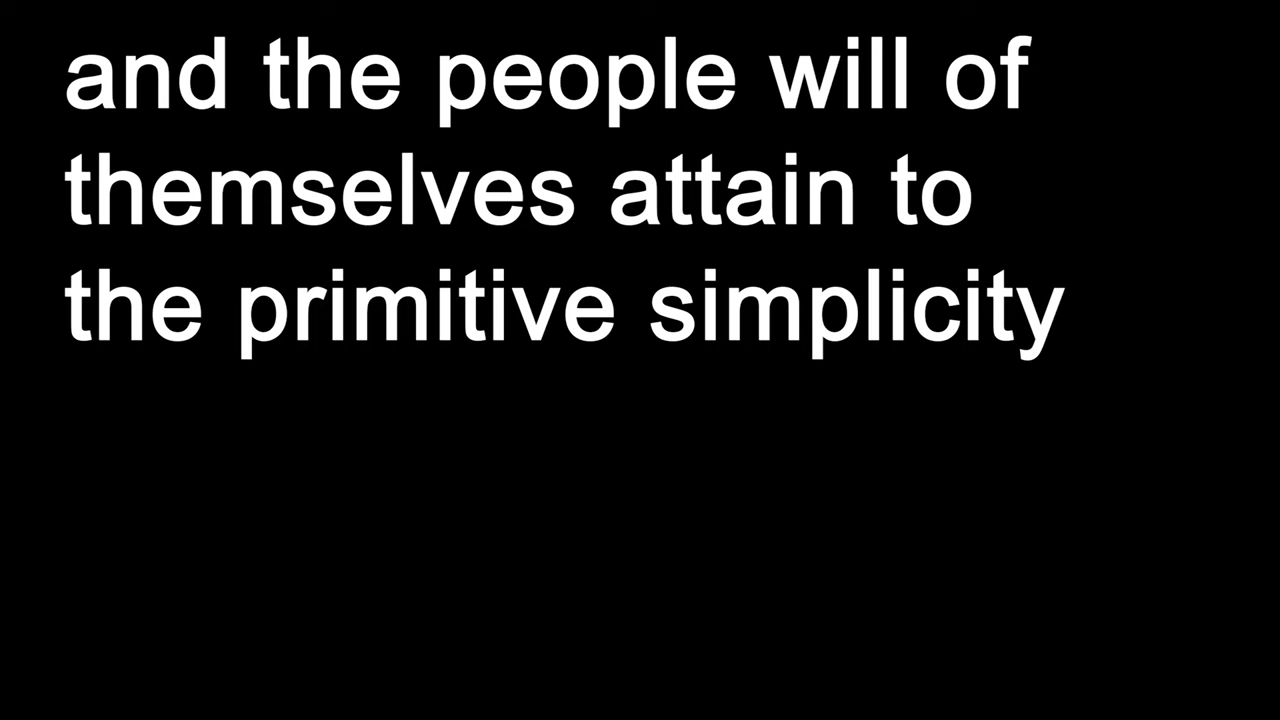 and the people will of
themselves attain to
the primitive simplicity